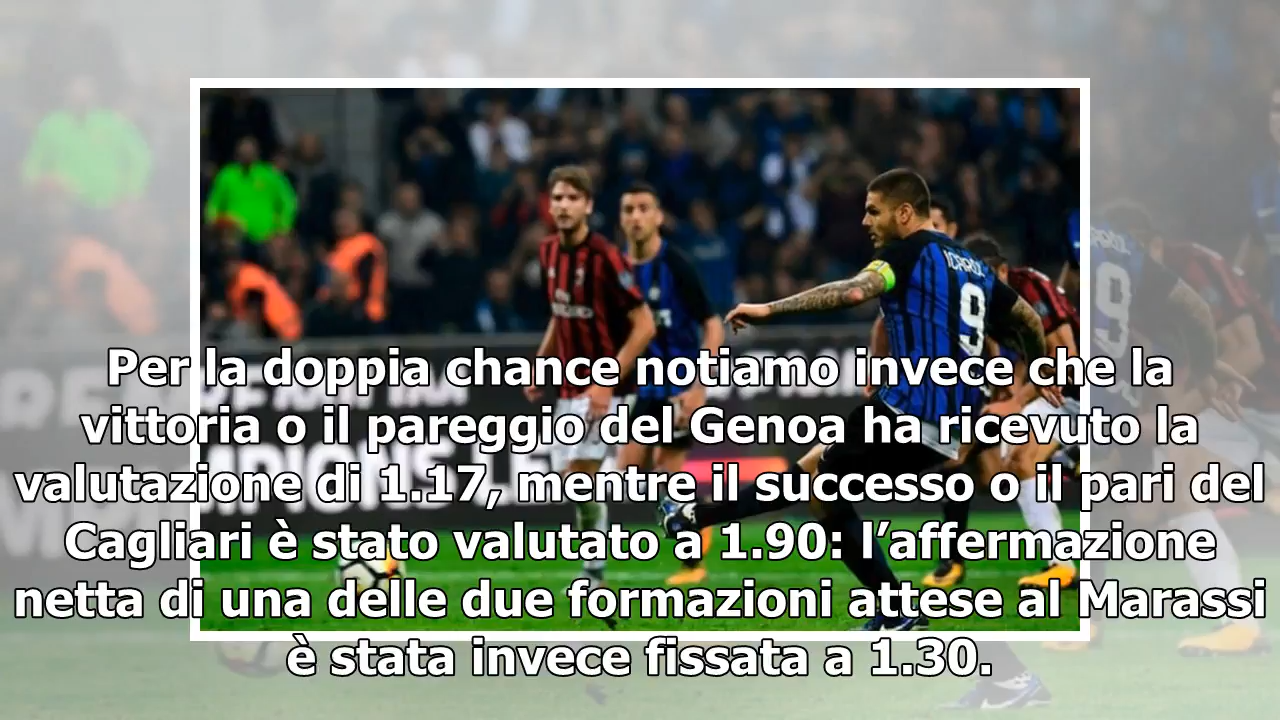 ICARDI
9
Per la doppia chance notiamo invece che la
vittoria o il pareggio del Genoa ha ricevuto la
valutazione di 1.17, mentre il successo o il pari del
Cagliari è stato valutato a 1.90: l’affermazione
netta di una delle due formazioni attese al Marassi
è stata invece fissata a 1.30.